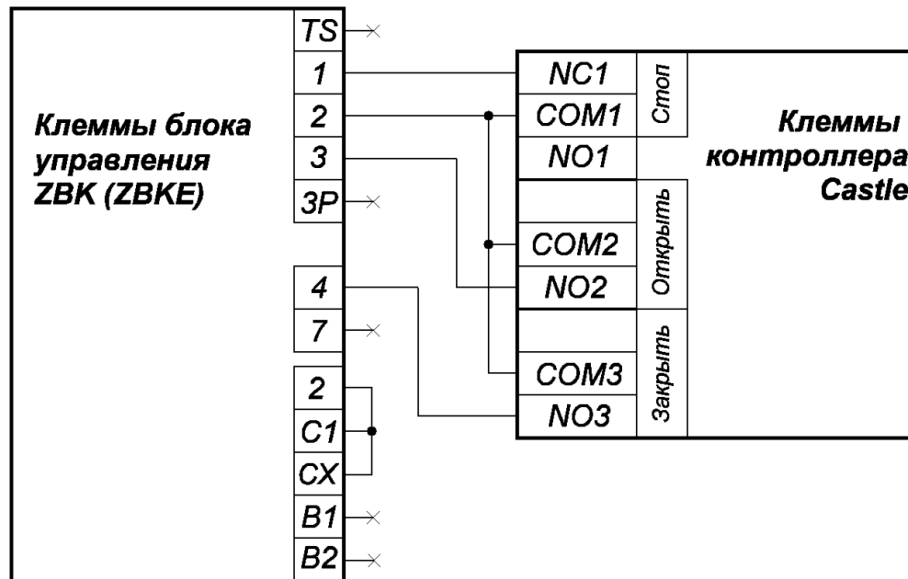 Клеммы блока
управления
ZBK (ZBKE)
TS
1
2
3
3P
4
7
2
C1
CX
B1
B2
NC1
COM1
NO1
COM2
NO2
COM3
NO3
Стоп
Открыть
Закрыть
Клеммы
контроллера
Castle